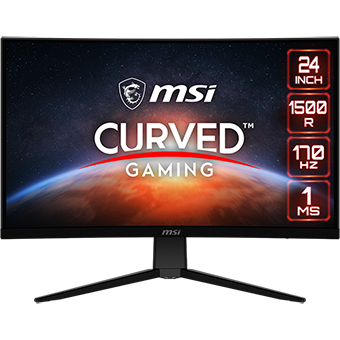 msi
CURVED™
GAMING
24
INCH
1500
R
170
HZ
1
MS
msi